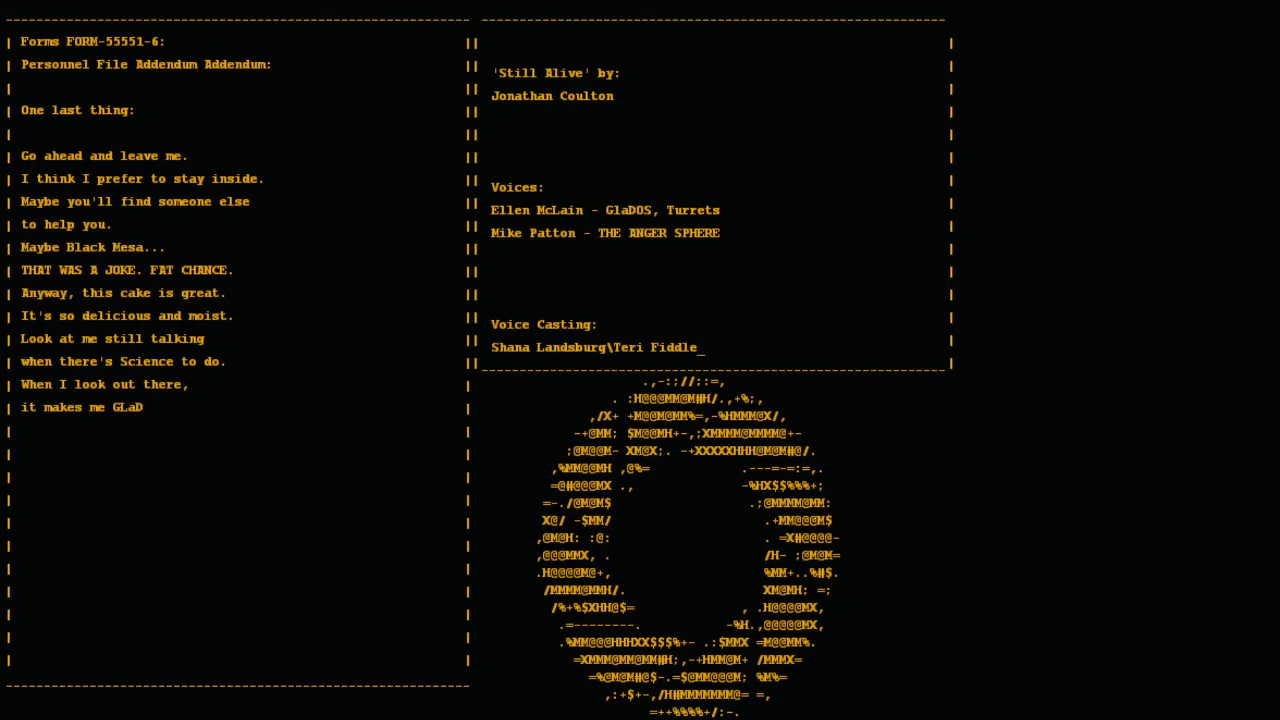 Forms FORM-55551-6:
Personnel File Addendum Addendum:
One last thing:
Go ahead and leave me.
I think I prefer to stay inside.
Maybe you'll find someone else
to help you.
Maybe Black Mesa...
THAT WAS A JOKE. FAT CHANCE.
Anyway, this cake is great.
It's so delicious and moist.
Look at me still talking
when there's Science to do.
When I look out there,
it makes me GLaD
'Still Alive' by:
Jonathan Coulton
Voices:
Ellen McLain - GlaDOS, Turrets
Mike Patton - THE ANGER SPHERE
Voice Casting:
Shana Landsburg\Teri Fiddle_